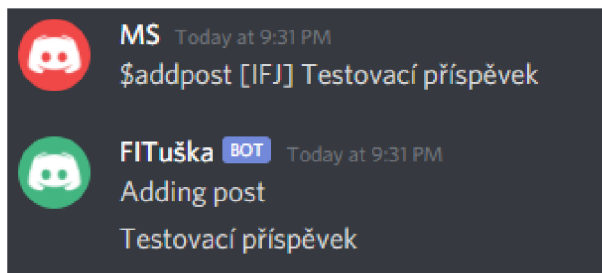 MS Today at 9:31 PM
$addpost [IFJ] Testovací příspěvek
FITuška BOT Today at 9:31 PM
Adding post
Testovací příspěvek